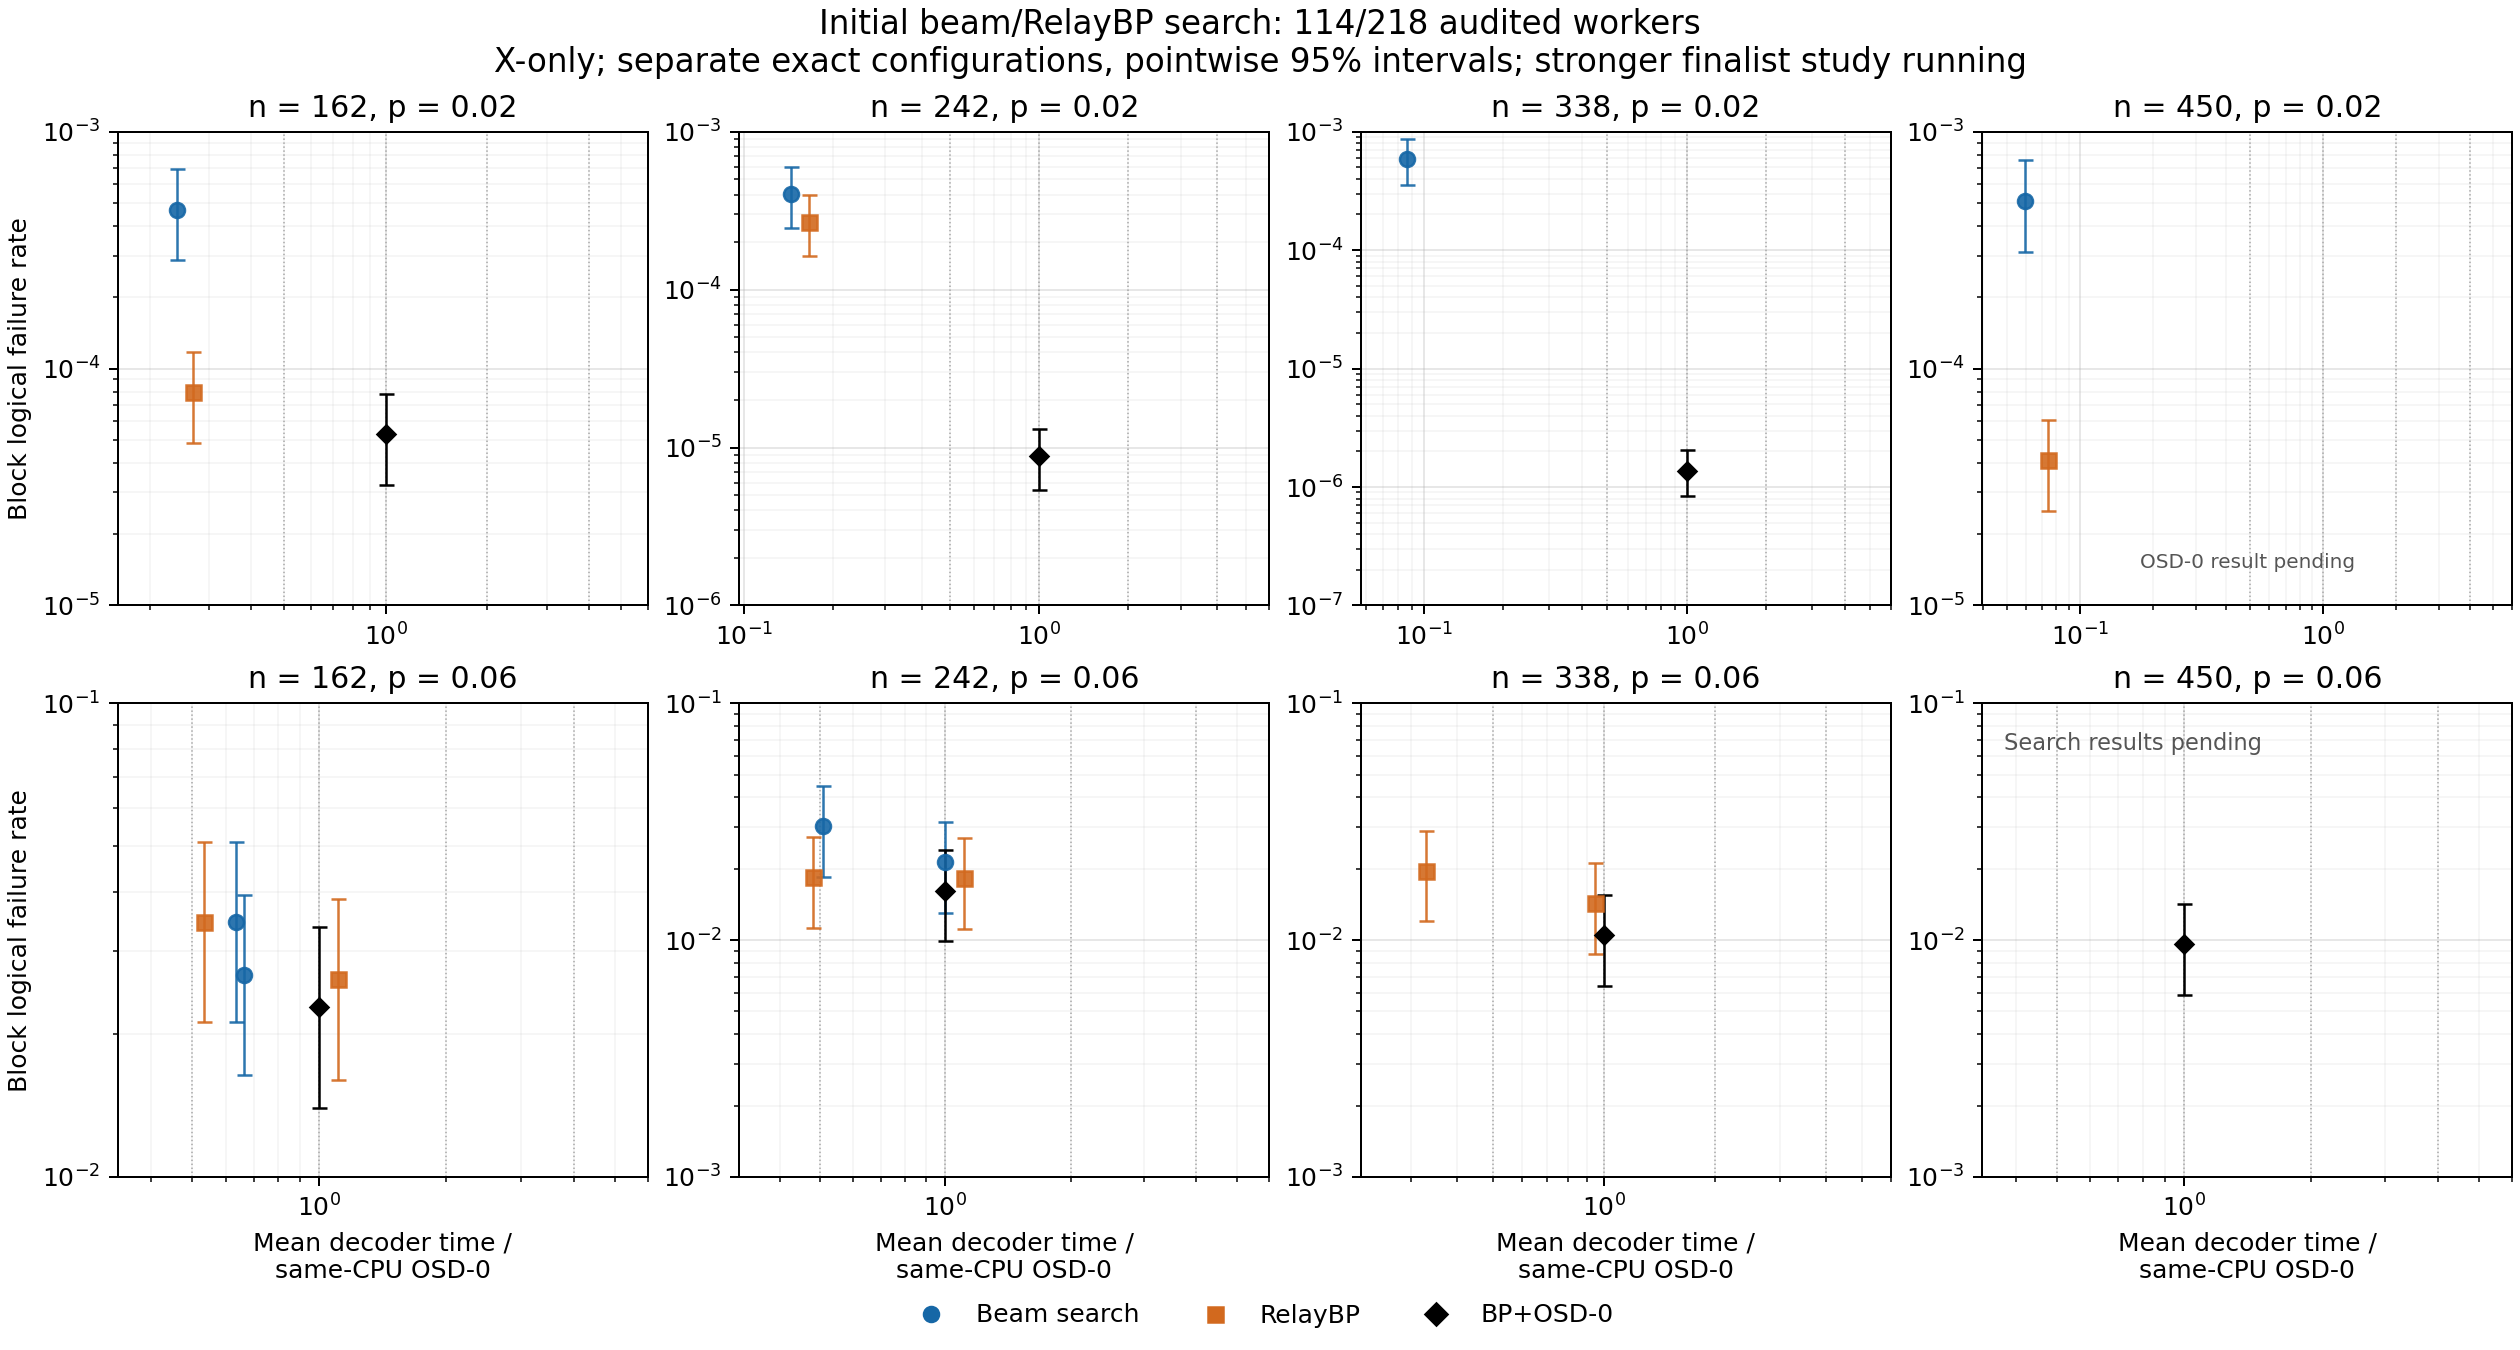 Initial beam/RelayBP search: 114/218 audited workers
X-only; separate exact configurations, pointwise 95% intervals; stronger finalist study running
n = 162, p = 0.02
n = 242, p = 0.02
n = 338, p = 0.02
n = 450, p = 0.02
Block logical failure rate
10⁻³
10⁻⁴
10⁻⁵
10⁰
10⁻³
10⁻⁴
10⁻⁵
10⁻⁶
10⁻¹
10⁰
10⁻³
10⁻⁴
10⁻⁵
10⁻⁶
10⁻⁷
10⁻¹
10⁰
10⁻³
10⁻⁴
10⁻⁵
OSD-0 result pending
10⁻¹
10⁰
n = 162, p = 0.06
n = 242, p = 0.06
n = 338, p = 0.06
n = 450, p = 0.06
Block logical failure rate
10⁻¹
10⁻²
10⁰
Mean decoder time /
same-CPU OSD-0
10⁻¹
10⁻²
10⁻³
10⁰
Mean decoder time /
same-CPU OSD-0
10⁻¹
10⁻²
10⁻³
10⁰
Mean decoder time /
same-CPU OSD-0
10⁻¹
10⁻²
10⁻³
Search results pending
10⁰
Mean decoder time /
same-CPU OSD-0
Beam search
RelayBP
BP+OSD-0